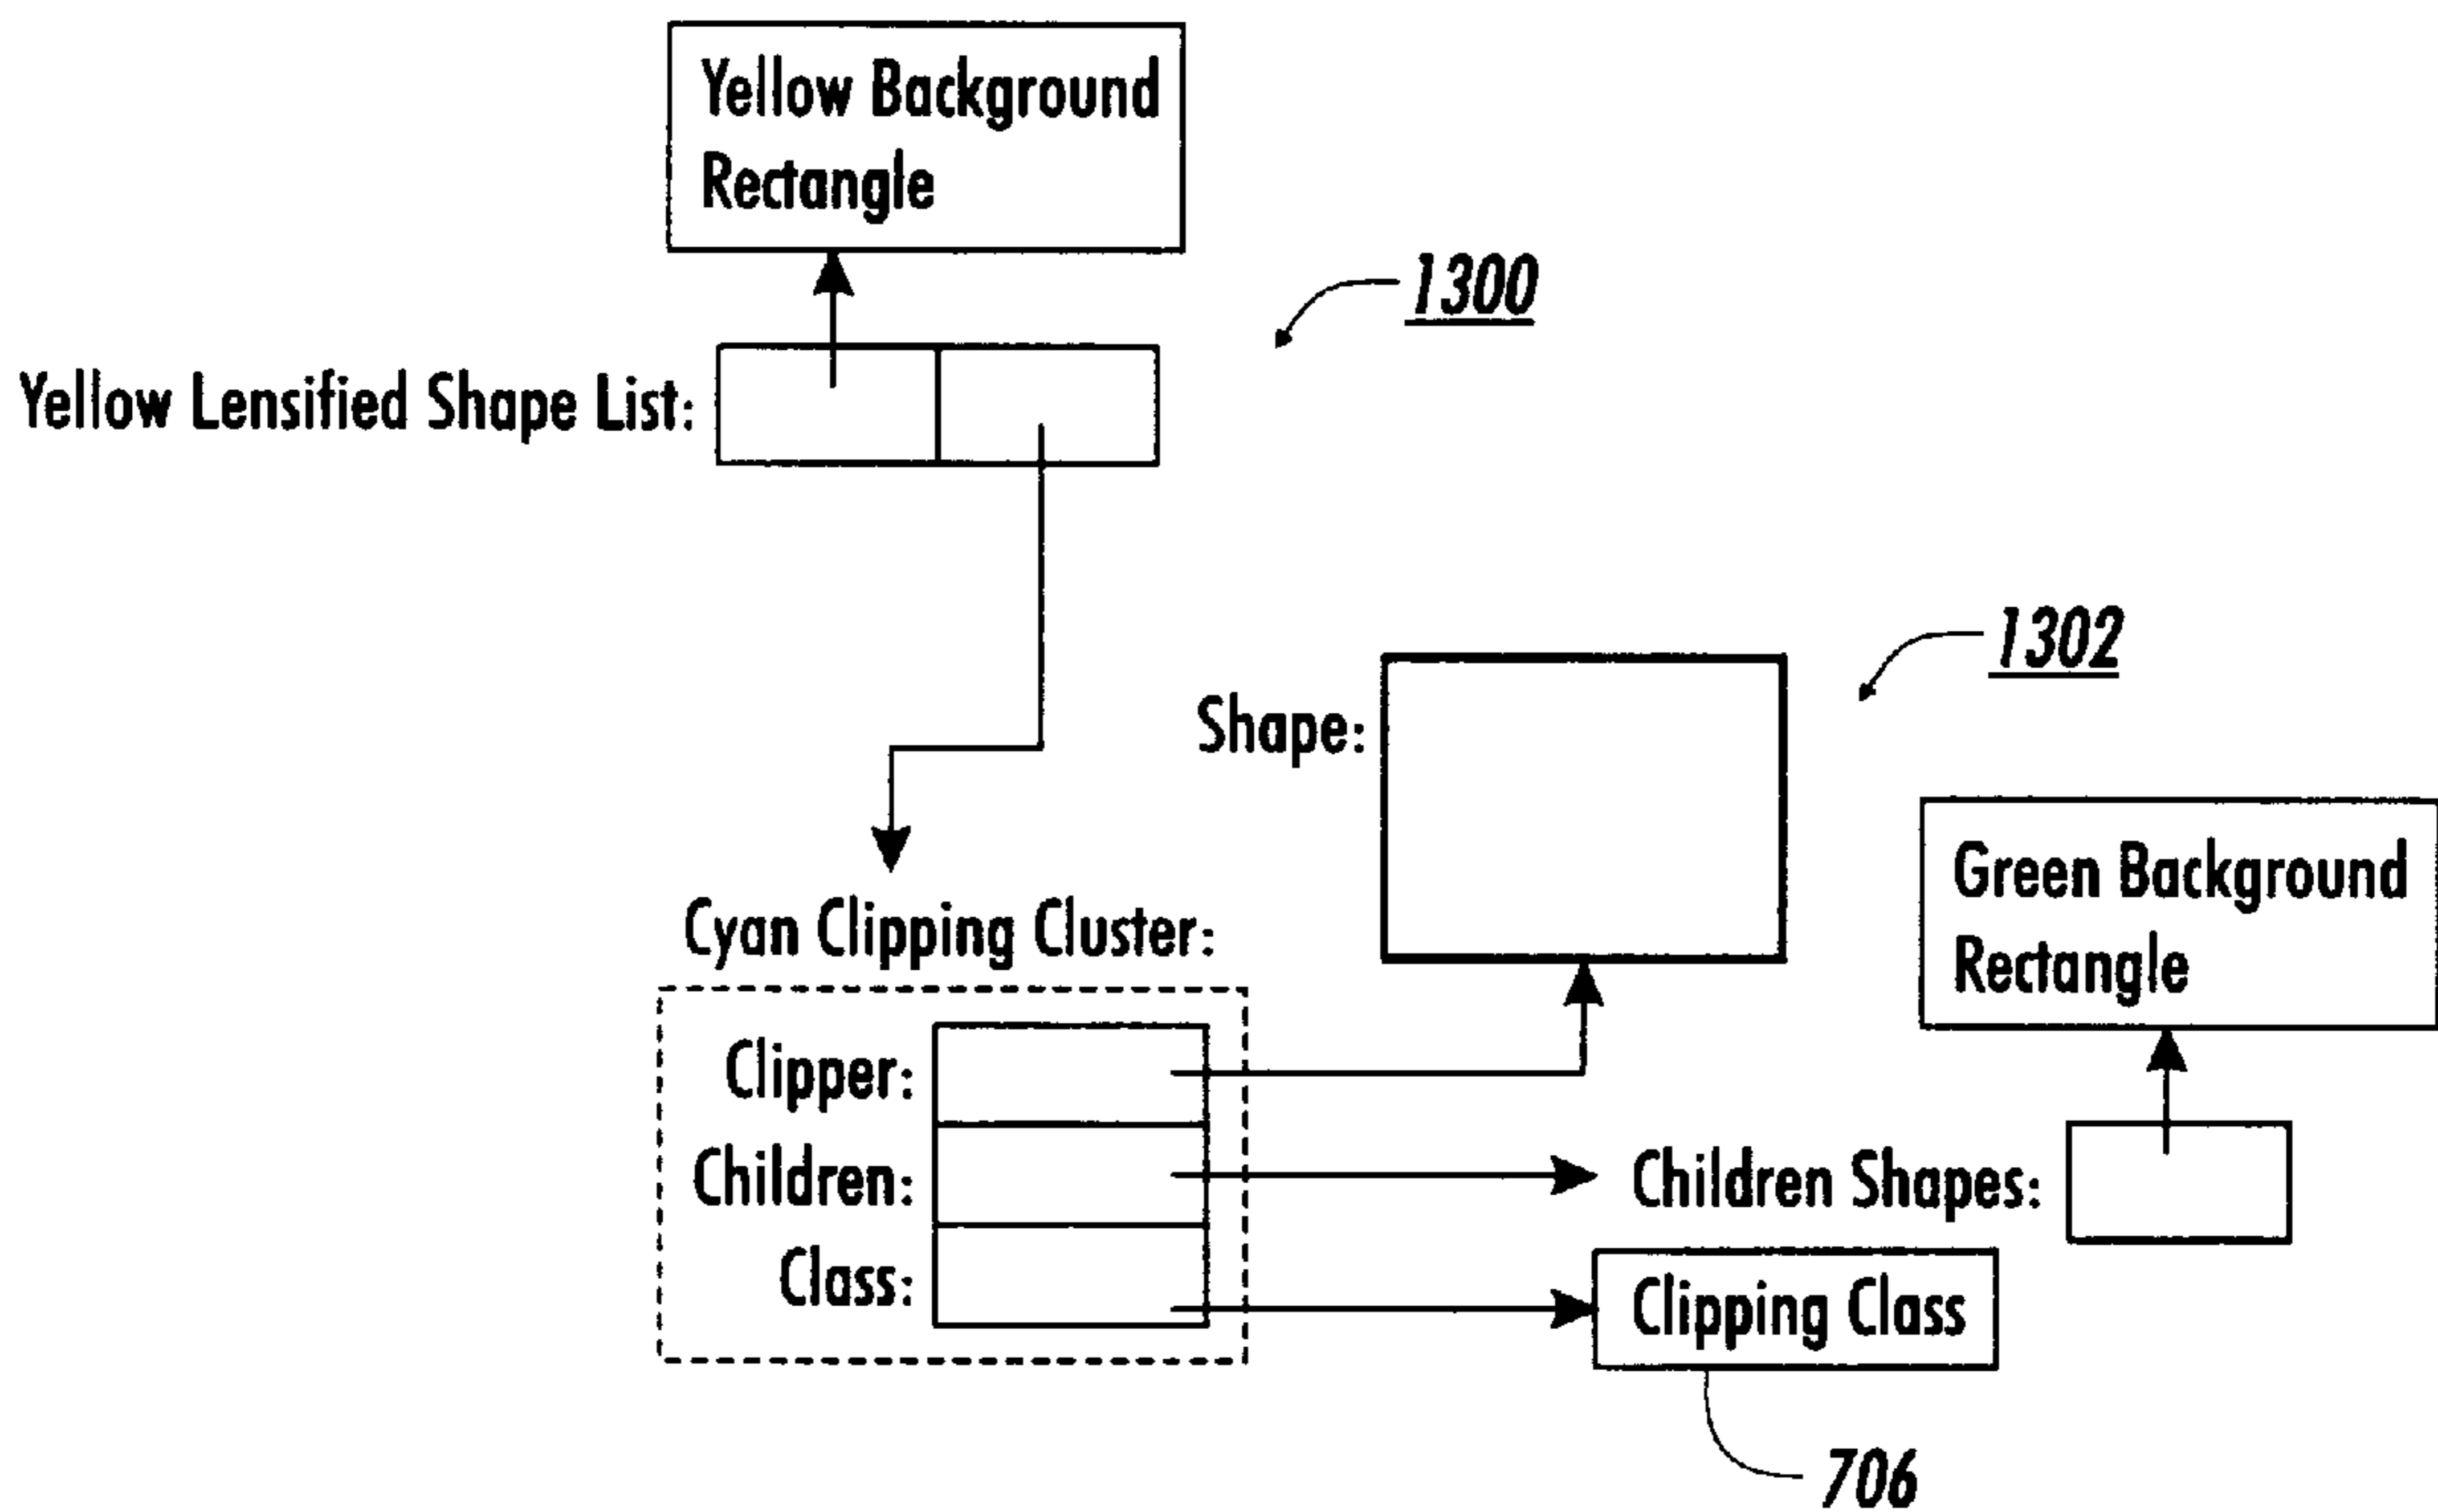 Yellow Background
Rectangle
1300
Yellow Lensified Shape List:
1302
Shape:
Green Background
Rectangle
Cyan Clipping Cluster:
Clipper:
Children:
Children Shapes:
Class:
Clipping Class
706